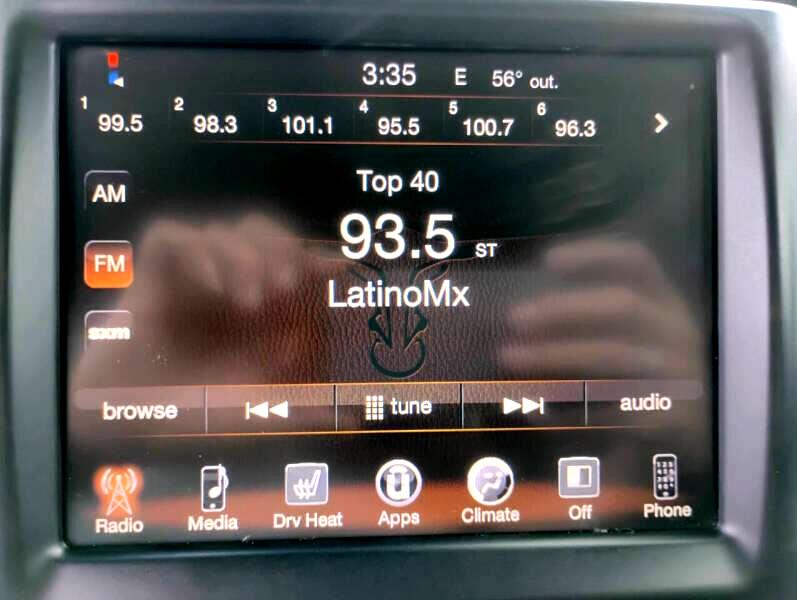 3:35 E 56° out.
1 99.5 2 98.3 3 101.1 4 95.5 5 100.7 6 96.3
Top 40
AM
93.5 ST
FM
LatinoMx
sxm
browse tune audio
Radio Media Drv Heat Apps Climate Off Phone